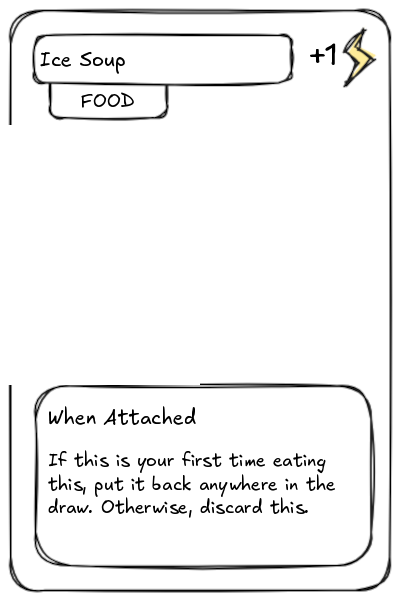 Ice Soup
+1
FOOD
When Attached
If this is your first time eating
this, put it back anywhere in the
draw. Otherwise, discard this.